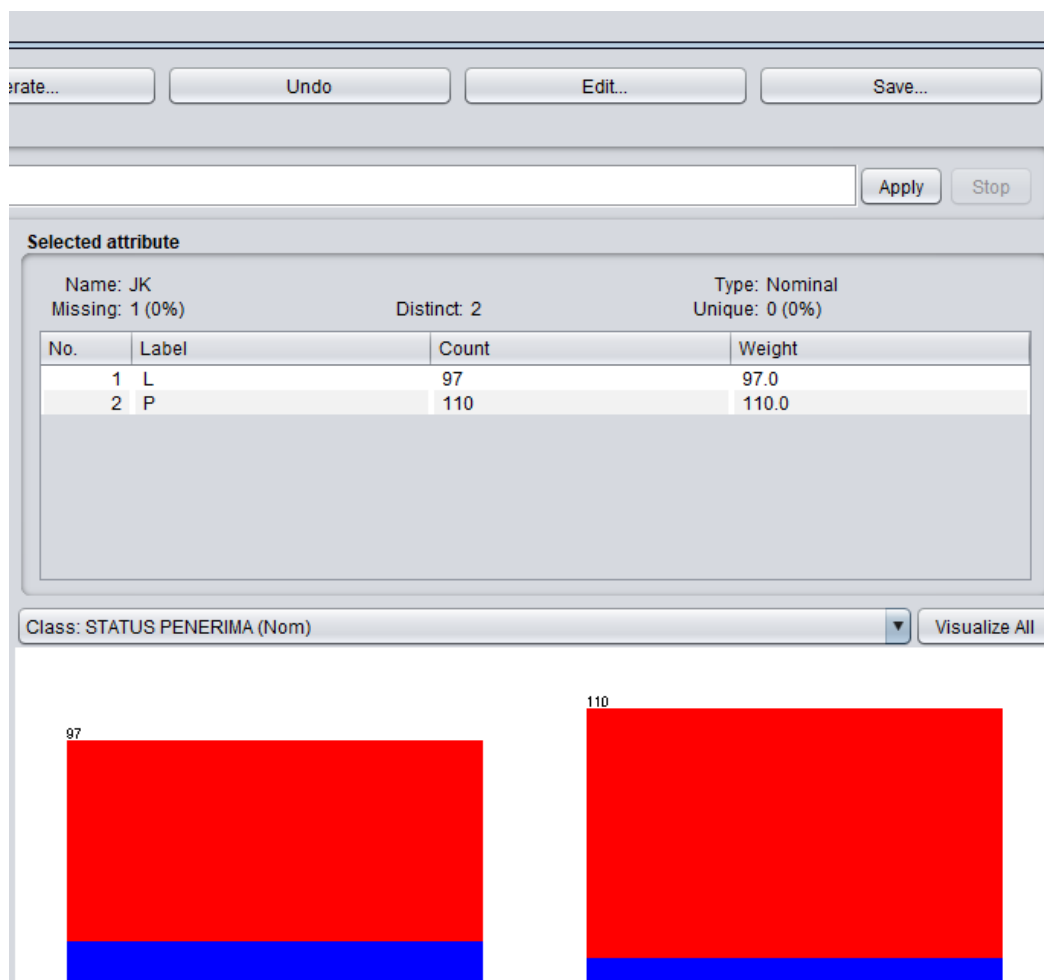 erate... Undo Edit... Save...
Apply Stop
Selected attribute
Name: JK Type: Nominal
Missing: 1 (0%) Distinct: 2 Unique: 0 (0%)
No. Label Count Weight
1 L 97 97.0
2 P 110 110.0
Class: STATUS PENERIMA (Nom) Visualize All
110
97